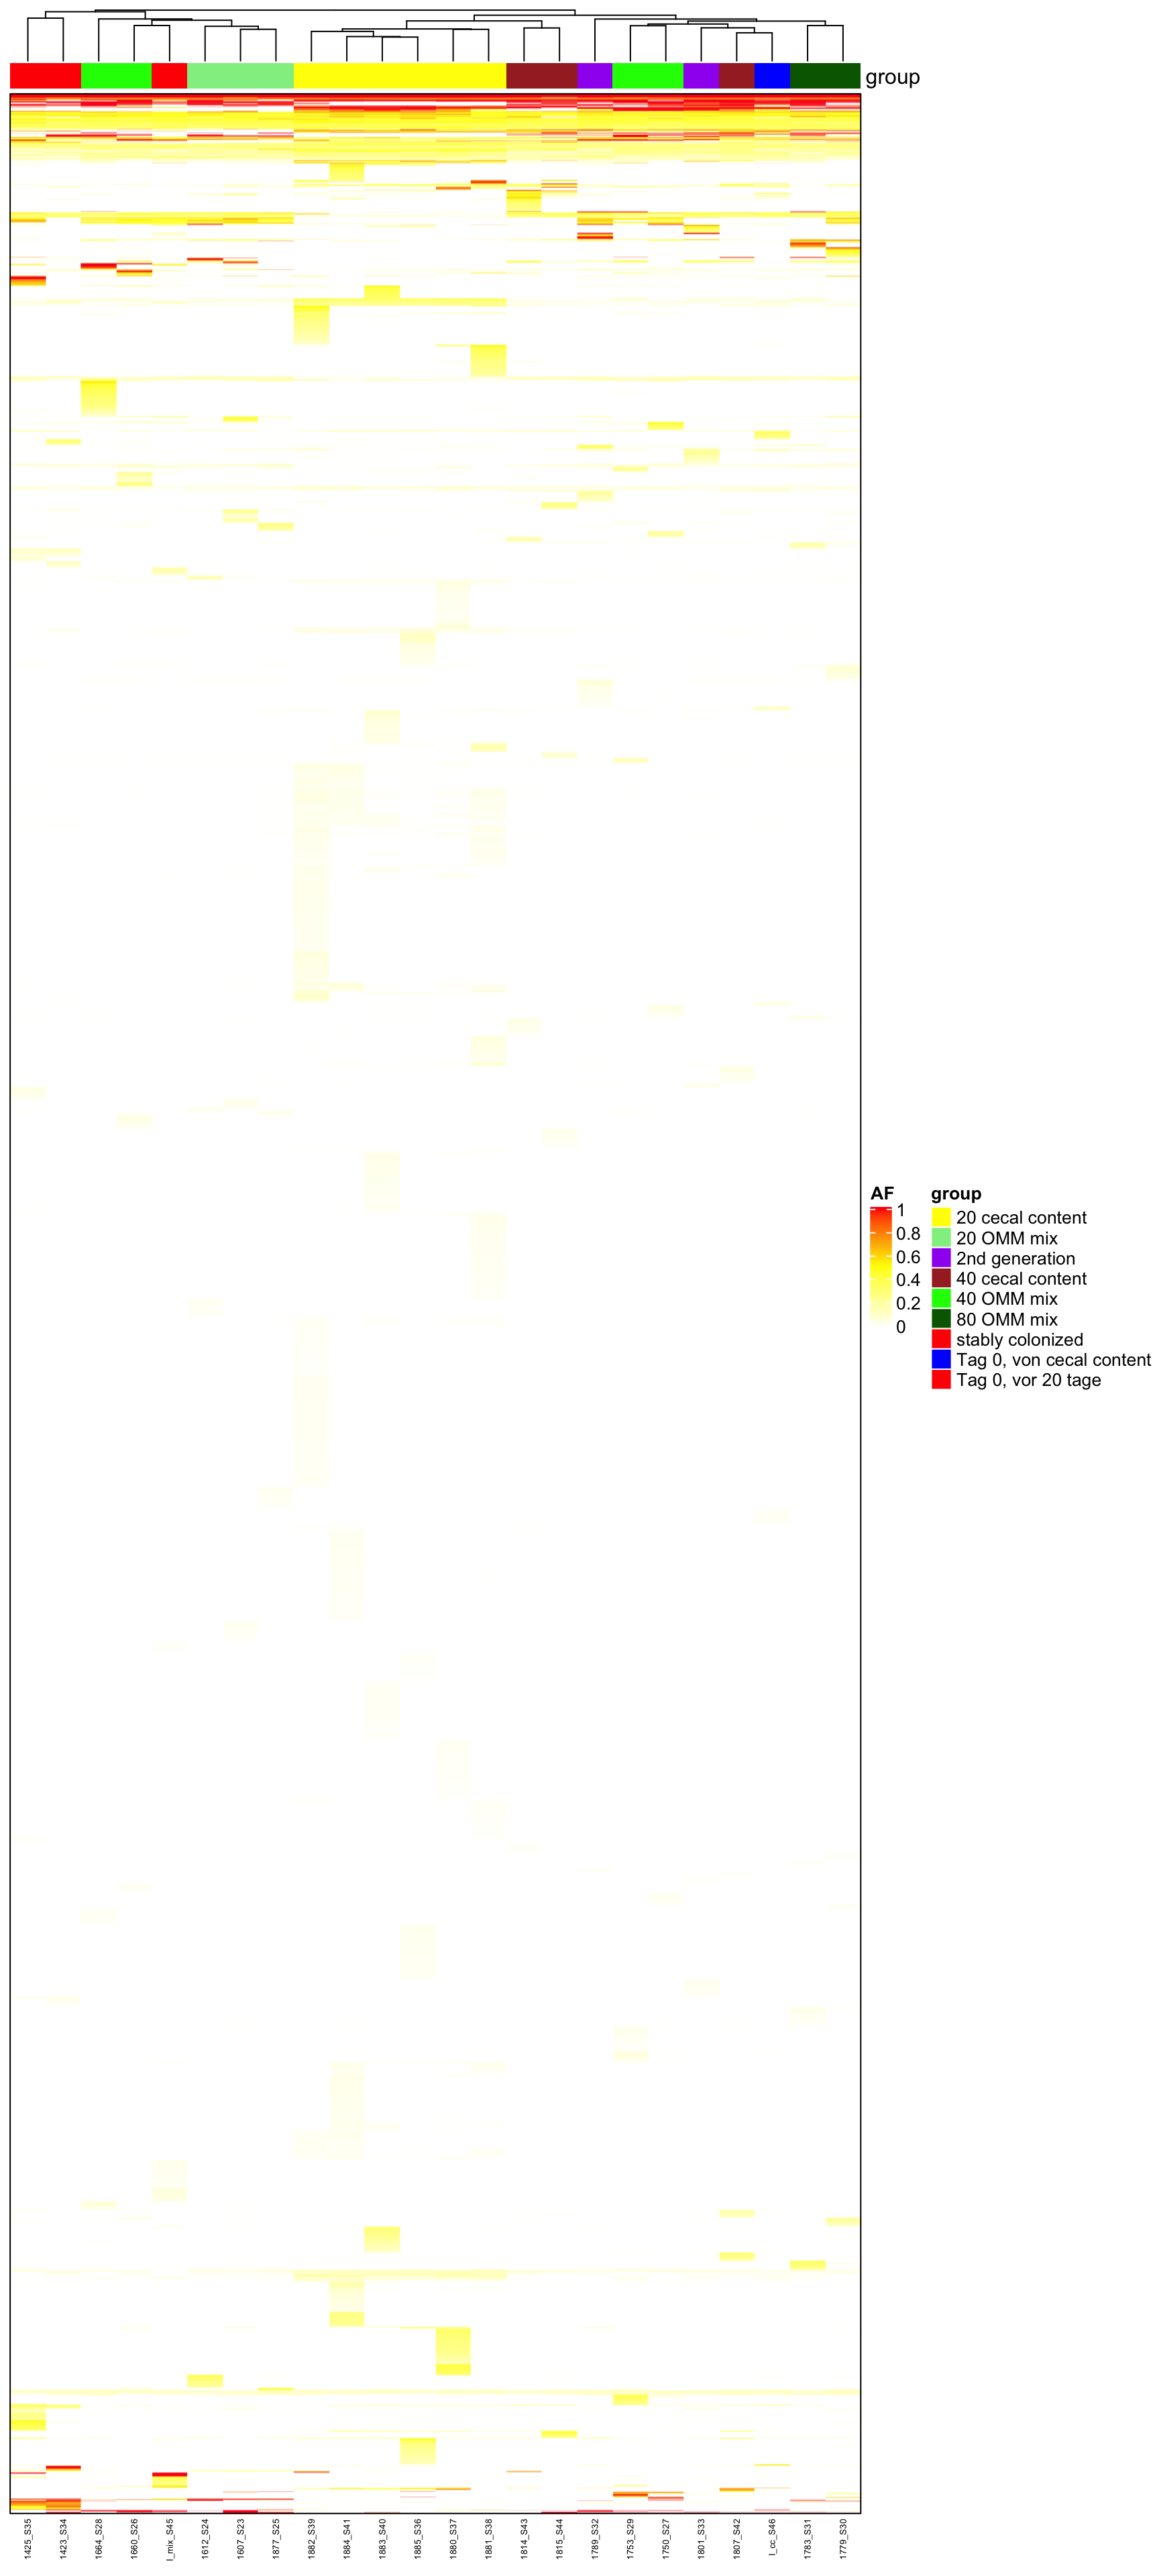 group
AF
1
0.8
0.6
0.4
0.2
0
group
20 cecal content
20 OMM mix
2nd generation
40 cecal content
40 OMM mix
80 OMM mix
stably colonized
Tag 0, von cecal content
Tag 0, vor 20 tage
1425_S35
1423_S34
1664_S28
1660_S26
I_mix_S45
1612_S24
1607_S23
1877_S25
1882_S39
1884_S41
1883_S40
1885_S36
1880_S37
1881_S38
1814_S43
1815_S44
1789_S32
1753_S29
1750_S27
1801_S33
1807_S42
I_cc_S46
1783_S31
1779_S30